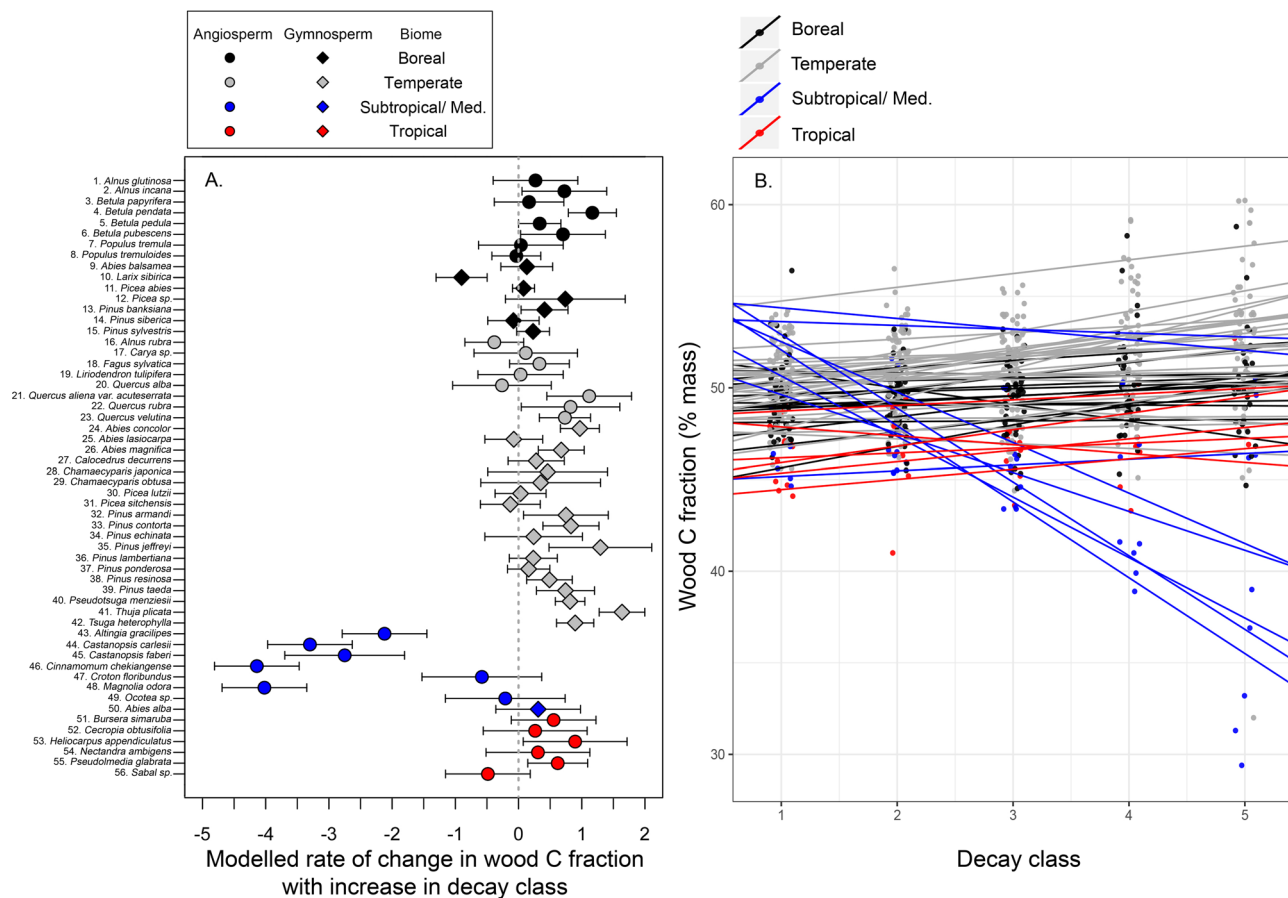 Angiosperm Gymnosperm Biome
Boreal
Temperate
Subtropical/ Med.
Tropical
A.
1. Alnus glutinosa
2. Alnus incana
3. Betula papyrifera
4. Betula pendata
5. Betula pedula
6. Betula pubescens
7. Populus tremula
8. Populus tremuloides
9. Abies balsamea
10. Larix sibirica
11. Picea abies
12. Picea sp.
13. Pinus banksiana
14. Pinus siberica
15. Pinus sylvestris
16. Alnus rubra
17. Carya sp.
18. Fagus sylvatica
19. Liriodendron tulipifera
20. Quercus alba
21. Quercus aliena var. acuteserrata
22. Quercus rubra
23. Quercus velutina
24. Abies concolor
25. Abies lasiocarpa
26. Abies magnifica
27. Calocedrus decurrens
28. Chamaecyparis japonica
29. Chamaecyparis obtusa
30. Picea lutzii
31. Picea sitchensis
32. Pinus armandi
33. Pinus contorta
34. Pinus echinata
35. Pinus jeffreyi
36. Pinus lambertiana
37. Pinus ponderosa
38. Pinus resinosa
39. Pinus taeda
40. Pseudotsuga menziesii
41. Thuja plicata
42. Tsuga heterophylla
43. Altingia gracilipes
44. Castanopsis carlesii
45. Castanopsis faberi
46. Cinnamomum chekiangense
47. Croton floribundus
48. Magnolia odora
49. Ocotea sp.
50. Abies alba
51. Bursera simaruba
52. Cecropia obtusifolia
53. Heliocarpus appendiculatus
54. Nectandra ambigens
55. Pseudolmedia glabrata
56. Sabal sp.
-5 -4 -3 -2 -1 0 1 2
Modelled rate of change in wood C fraction
with increase in decay class
Boreal
Temperate
Subtropical/ Med.
Tropical
B.
Wood C fraction (% mass)
60
50
40
30
1 2 3 4 5
Decay class